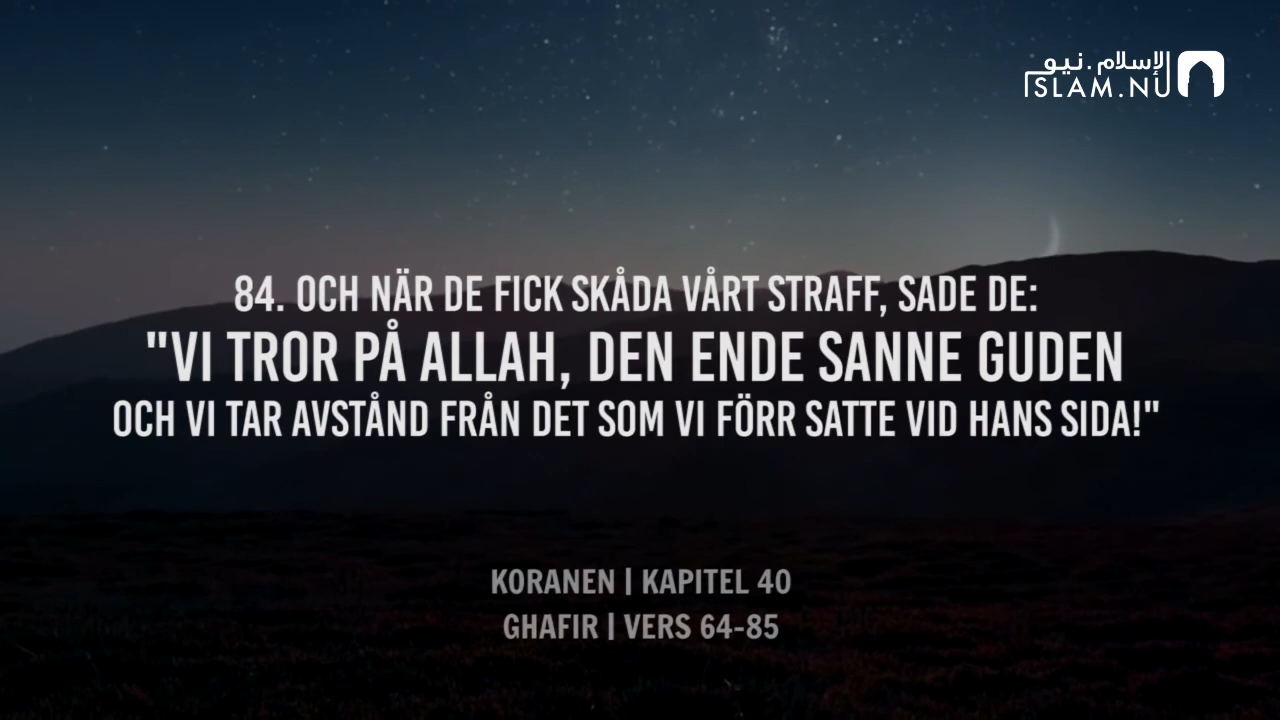 الإسلام.نيو
ISLAM.NU
84. OCH NÄR DE FICK SKÅDA VÅRT STRAFF, SADE DE:
"VI TROR PÅ ALLAH, DEN ENDE SANNE GUDEN
OCH VI TAR AVSTÅND FRÅN DET SOM VI FÖRR SATTE VID HANS SIDA!"
KORANEN | KAPITEL 40
GHAFIR | VERS 64-85